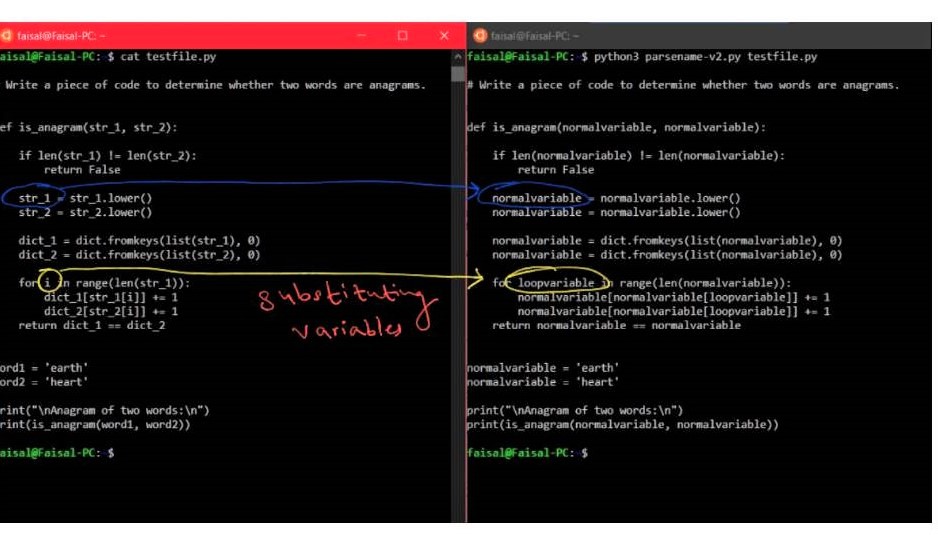 faisal@Faisal-PC: ~
aisal@Faisal-PC: $ cat testfile.py
Write a piece of code to determine whether two words are anagrams.
ef is_anagram(str_1, str_2):
if len(str_1) != len(str_2):
return False
str_1 = str_1.lower()
str_2 = str_2.lower()
dict_1 = dict.fromkeys(list(str_1), 0)
dict_2 = dict.fromkeys(list(str_2), 0)
for i in range(len(str_1)):
dict_1[str_1[i]] += 1
dict_2[str_2[i]] += 1
return dict_1 == dict_2
ord1 = 'earth'
ord2 = 'heart'
rint("\nAnagram of two words:\n")
rint(is_anagram(word1, word2))
aisal@Faisal-PC: $
substituting
variables
faisal@Faisal-PC: ~
faisal@Faisal-PC: $ python3 parsename-v2.py testfile.py
# Write a piece of code to determine whether two words are anagrams.
def is_anagram(normalvariable, normalvariable):
if len(normalvariable) != len(normalvariable):
return False
normalvariable = normalvariable.lower()
normalvariable = normalvariable.lower()
normalvariable = dict.fromkeys(list(normalvariable), 0)
normalvariable = dict.fromkeys(list(normalvariable), 0)
for loopvariable in range(len(normalvariable)):
normalvariable[normalvariable[loopvariable]] += 1
normalvariable[normalvariable[loopvariable]] += 1
return normalvariable == normalvariable
normalvariable = 'earth'
normalvariable = 'heart'
print("\nAnagram of two words:\n")
print(is_anagram(normalvariable, normalvariable))
faisal@Faisal-PC: $